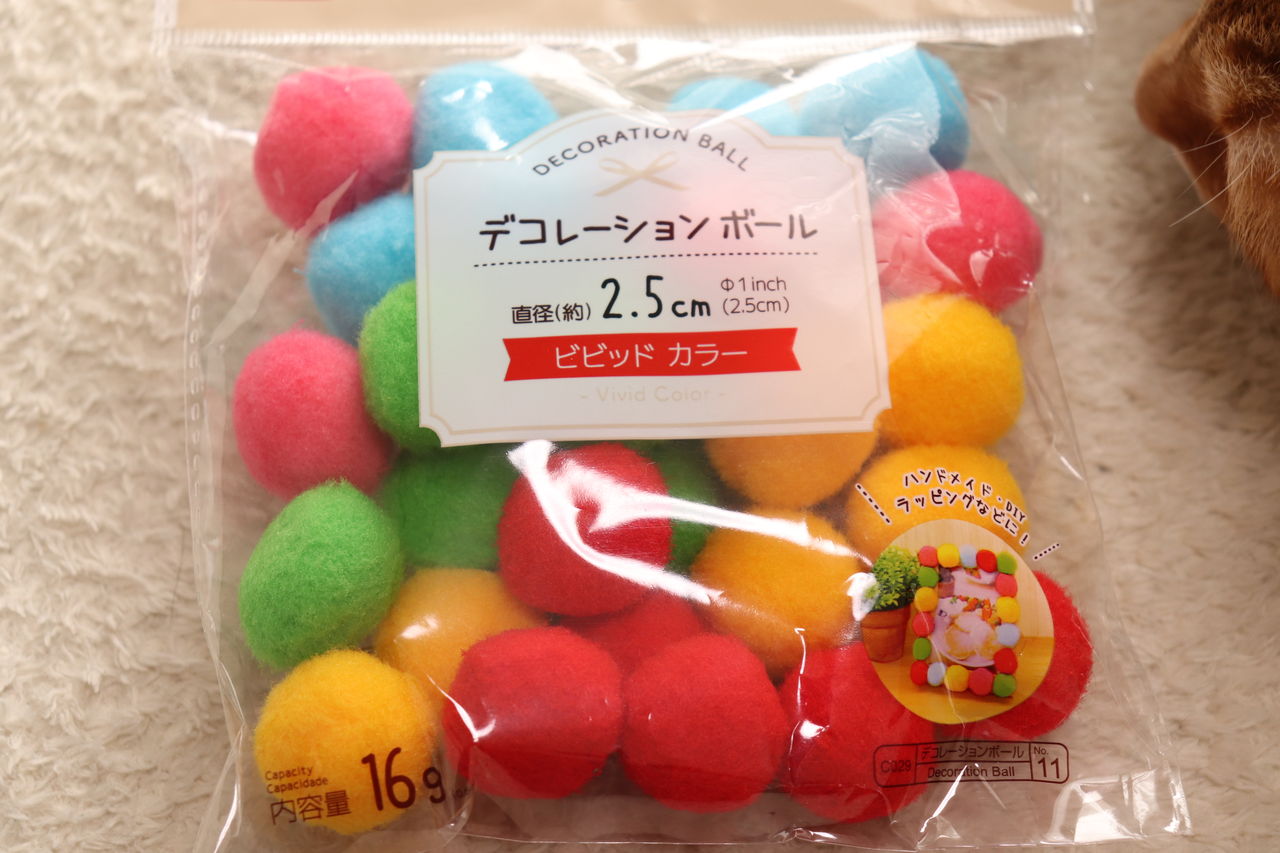 DECORATION BALL
デコレーション ボール
直径(約) 2.5cm
Φ1inch
(2.5cm)
ビビッド カラー
- Vivid Color -
ハンドメイド・DIY
ラッピングなどに!
Capacity
Capacidade
内容量 16g
C029 デコレーションボール No.
Decoration Ball 11